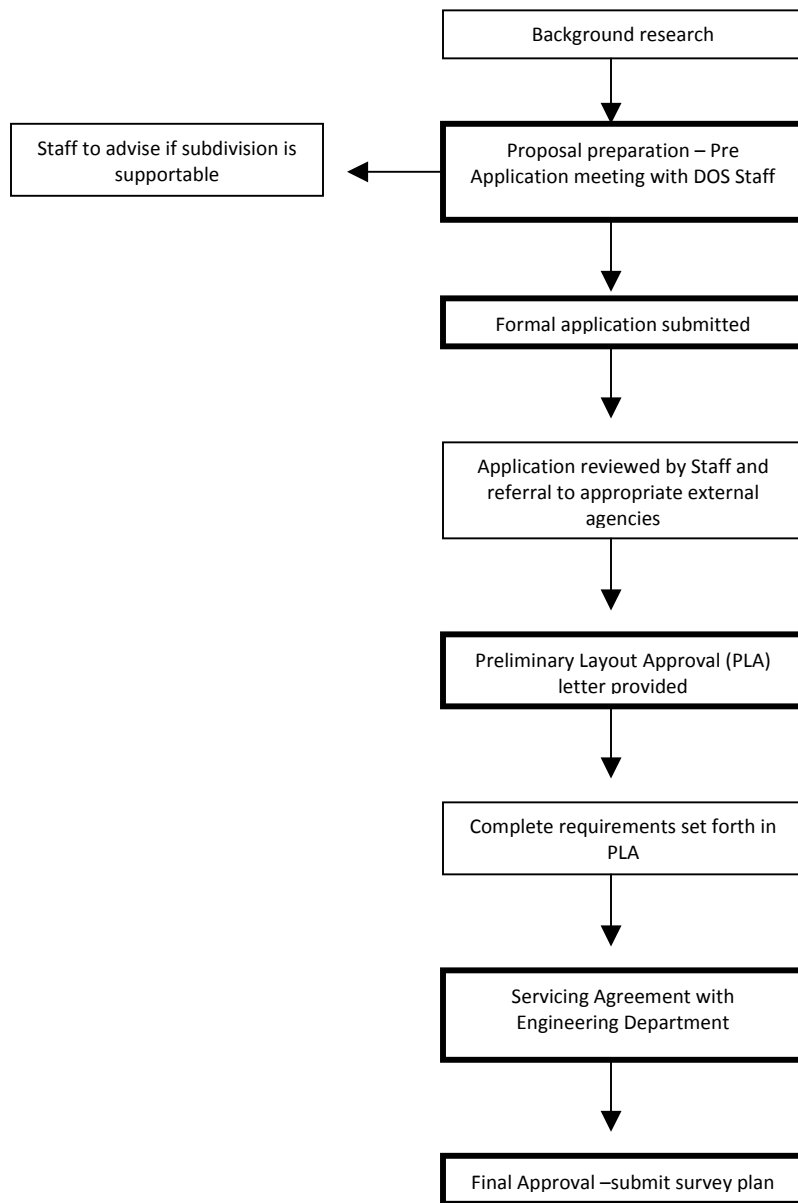 Background research
Proposal preparation – Pre
Application meeting with DOS Staff
Staff to advise if subdivision is
supportable
Formal application submitted
Application reviewed by Staff and
referral to appropriate external
agencies
Preliminary Layout Approval (PLA)
letter provided
Complete requirements set forth in
PLA
Servicing Agreement with
Engineering Department
Final Approval –submit survey plan